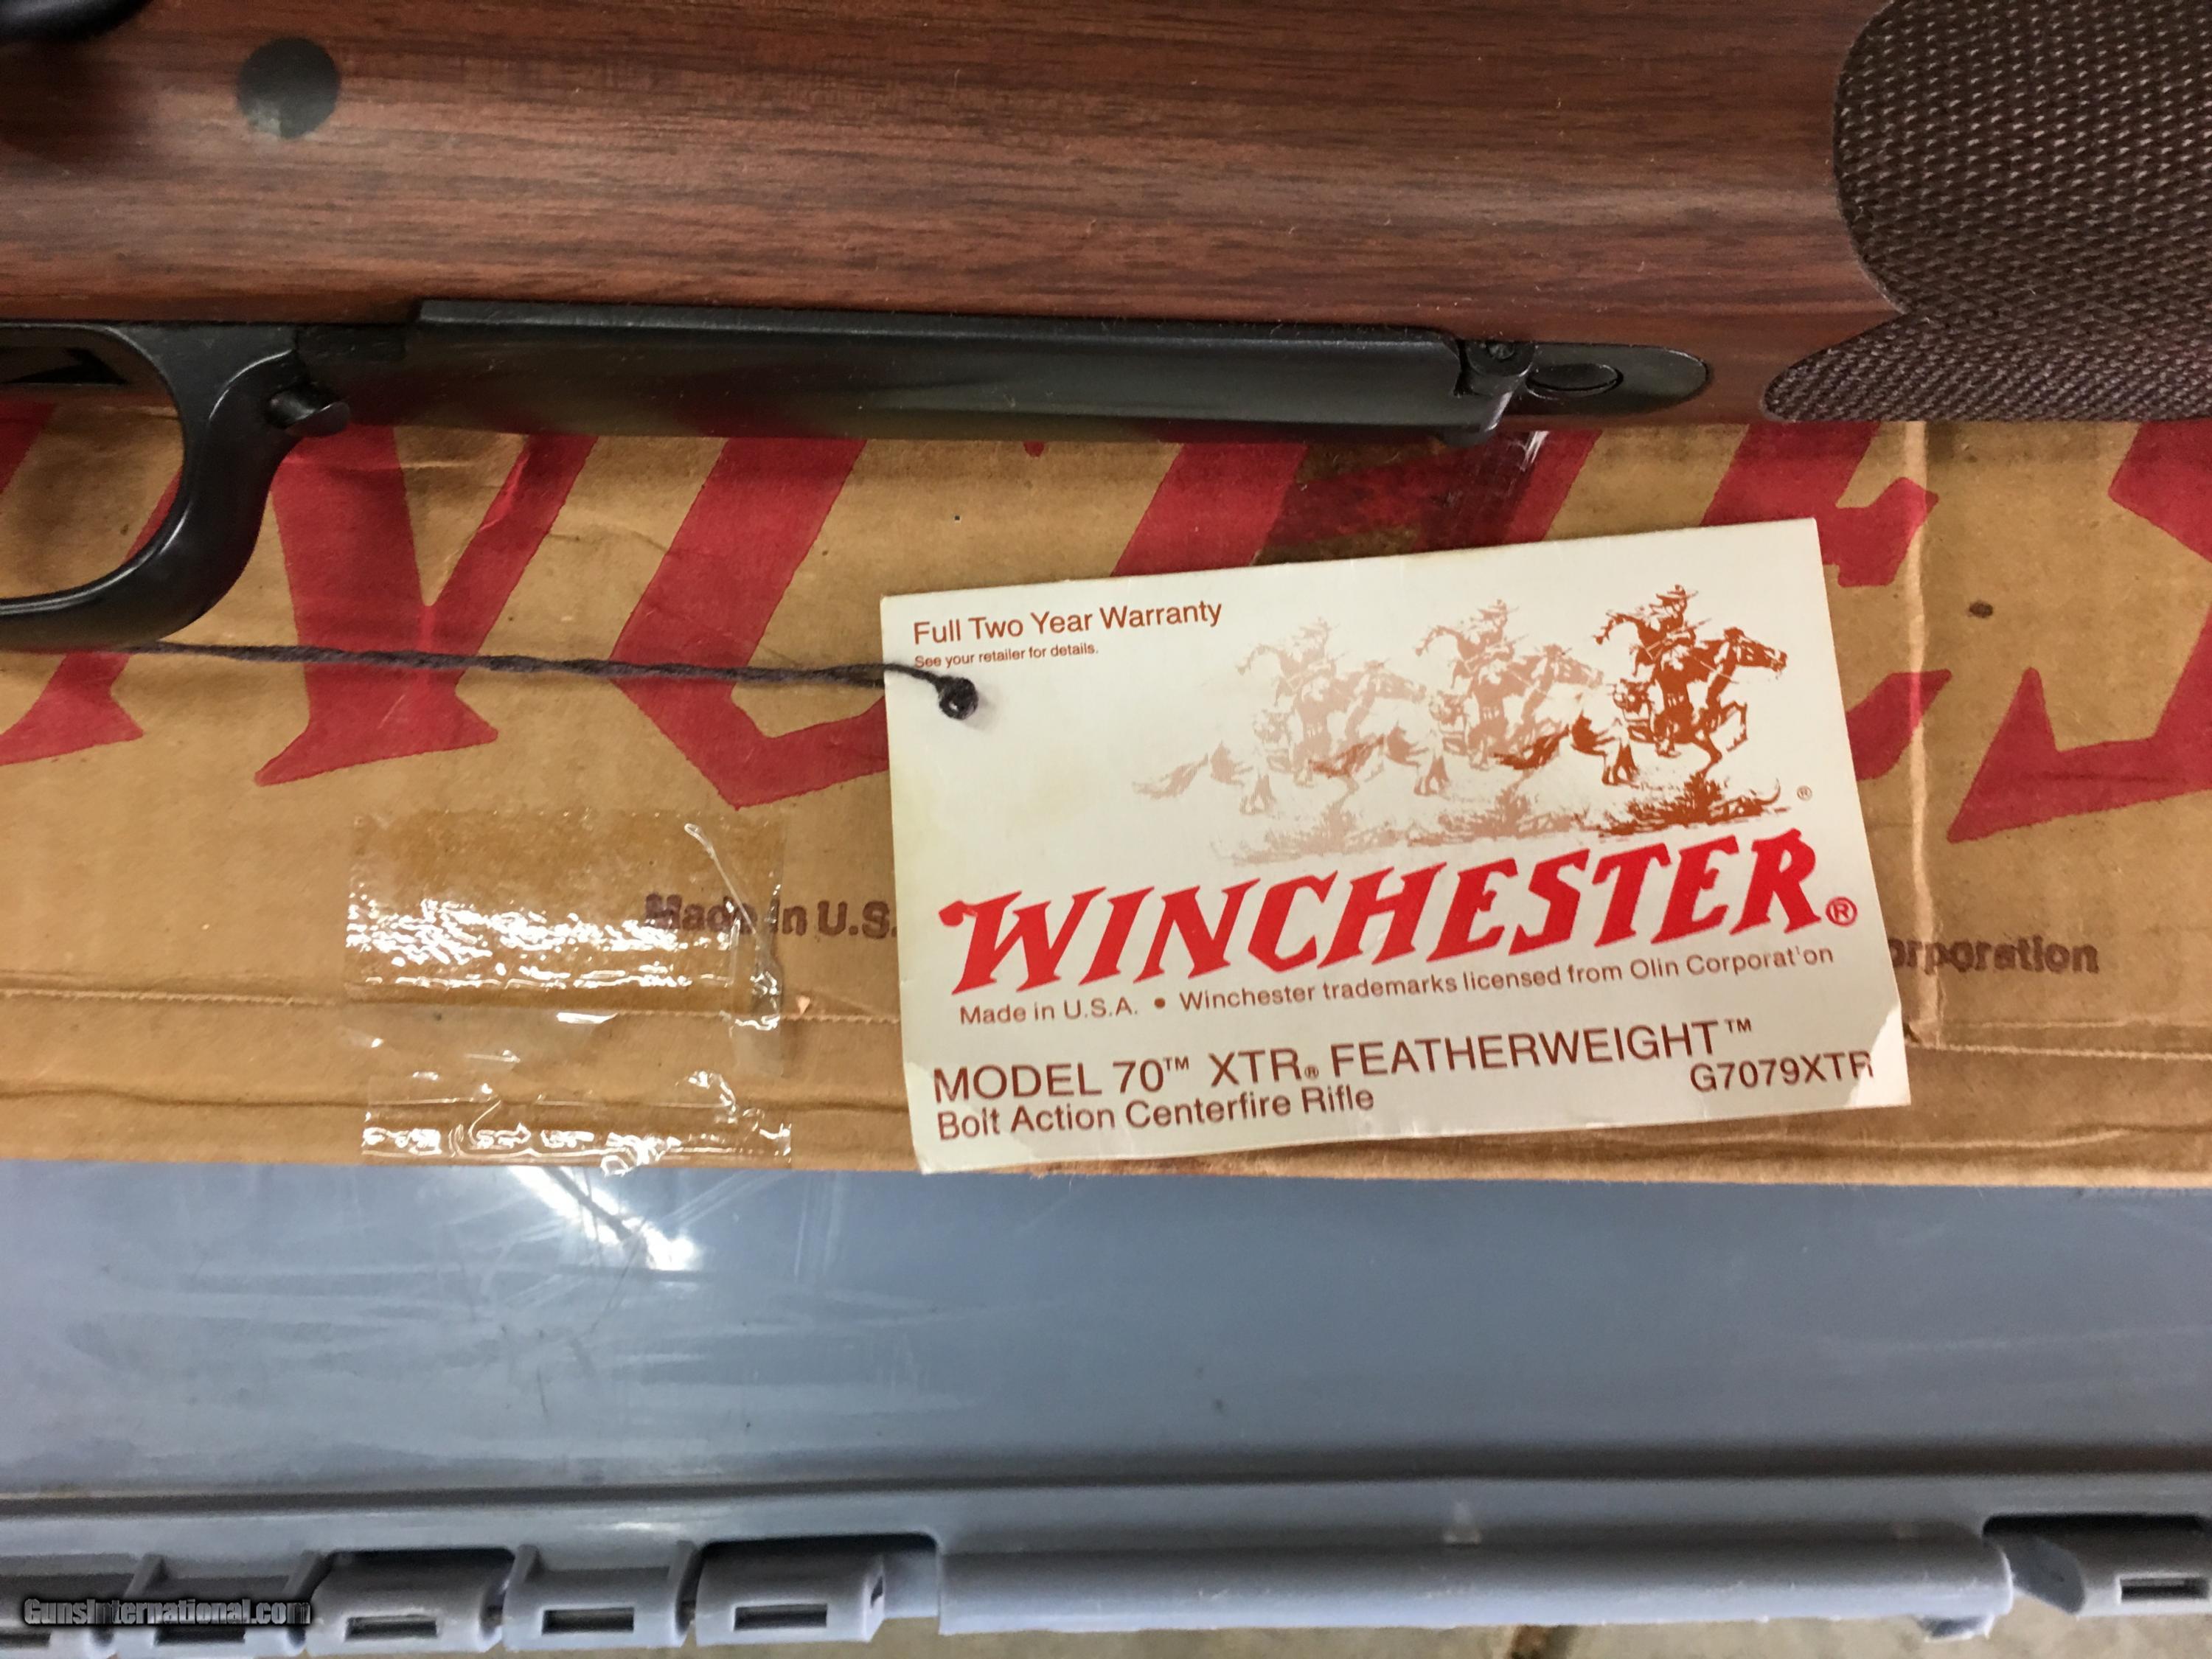 Full Two Year Warranty
See your retailer for details.
®
WINCHESTER®
Made in U.S.A. • Winchester trademarks licensed from Olin Corporat'on
MODEL 70™ XTR® FEATHERWEIGHT™
G7079XTR
Bolt Action Centerfire Rifle
Made in U.S.
orporation
GunsInternational.com